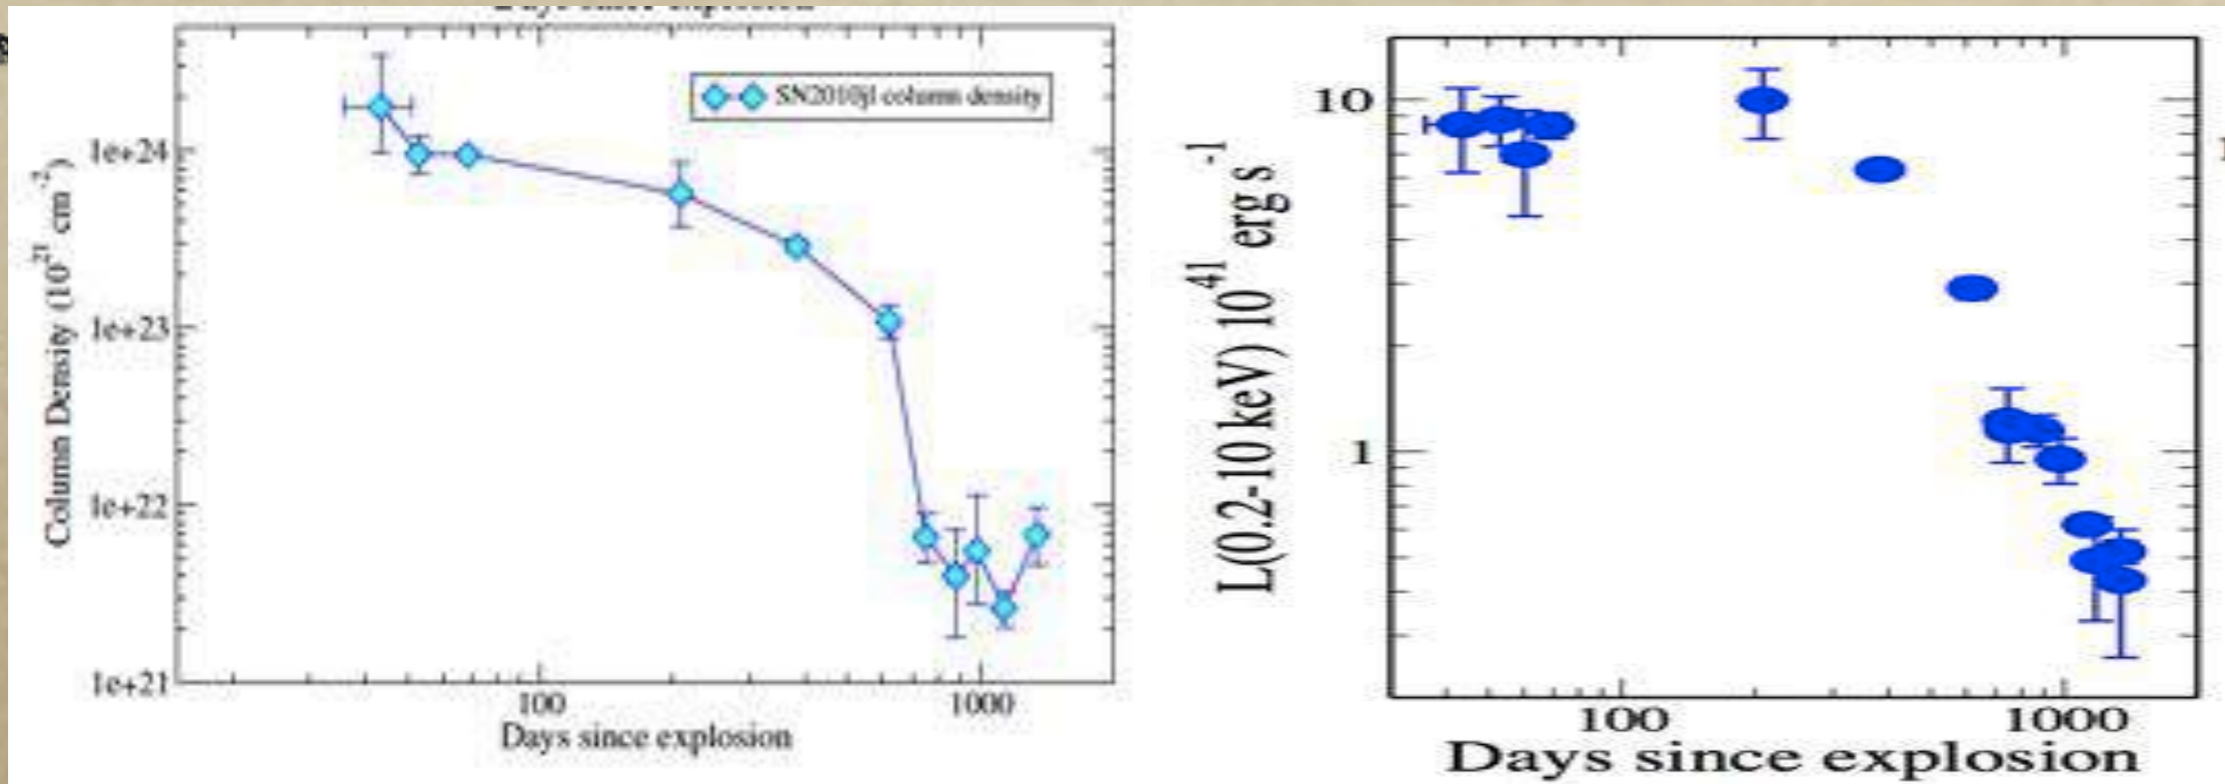 Days since explosion
SN2010jl column density
Column Density (10^21 cm^-2)
1e+24
1e+23
1e+22
1e+21
100 1000
Days since explosion
L(0.2-10 keV) 10^41 erg s^-1
10
1
100 1000
Days since explosion